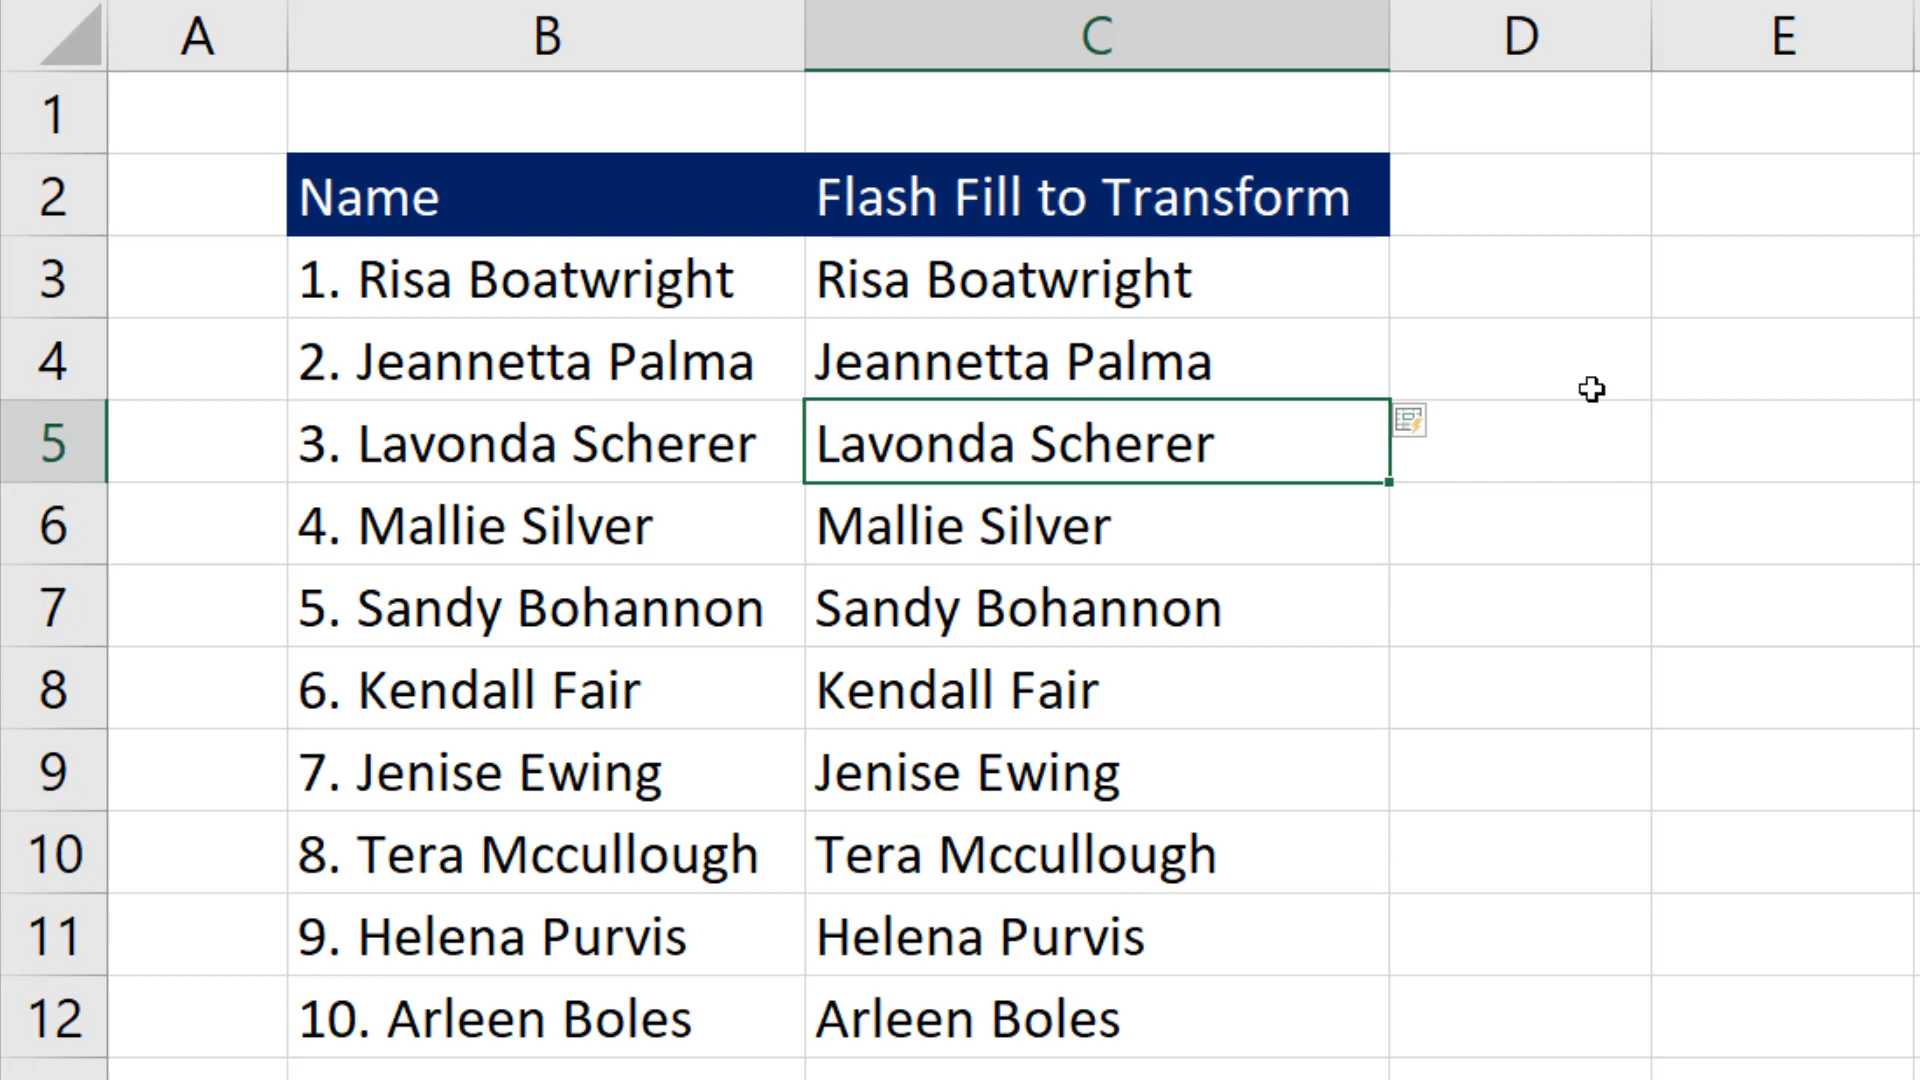 A B C D E
1
2 Name Flash Fill to Transform
3 1. Risa Boatwright Risa Boatwright
4 2. Jeannetta Palma Jeannetta Palma
5 3. Lavonda Scherer Lavonda Scherer
6 4. Mallie Silver Mallie Silver
7 5. Sandy Bohannon Sandy Bohannon
8 6. Kendall Fair Kendall Fair
9 7. Jenise Ewing Jenise Ewing
10 8. Tera Mccullough Tera Mccullough
11 9. Helena Purvis Helena Purvis
12 10. Arleen Boles Arleen Boles